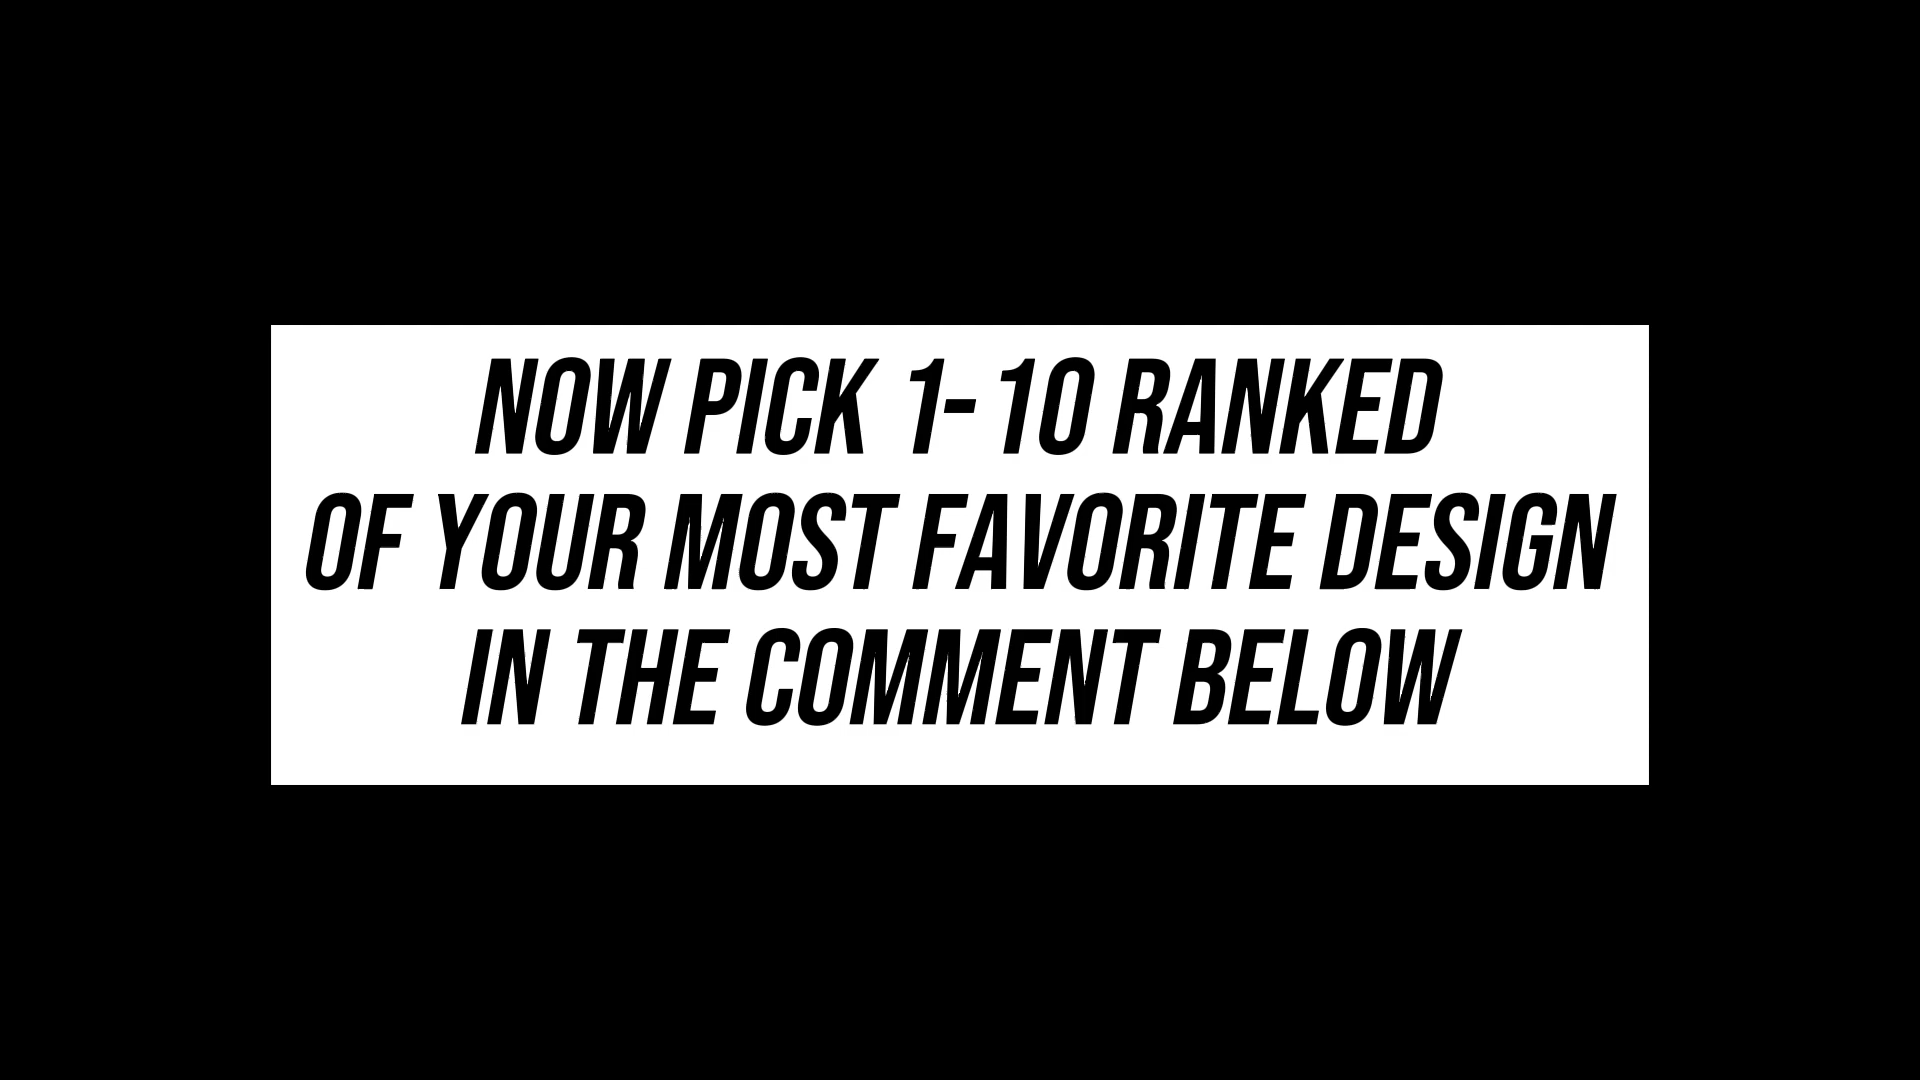 NOW PICK 1-10 RANKED
OF YOUR MOST FAVORITE DESIGN
IN THE COMMENT BELOW